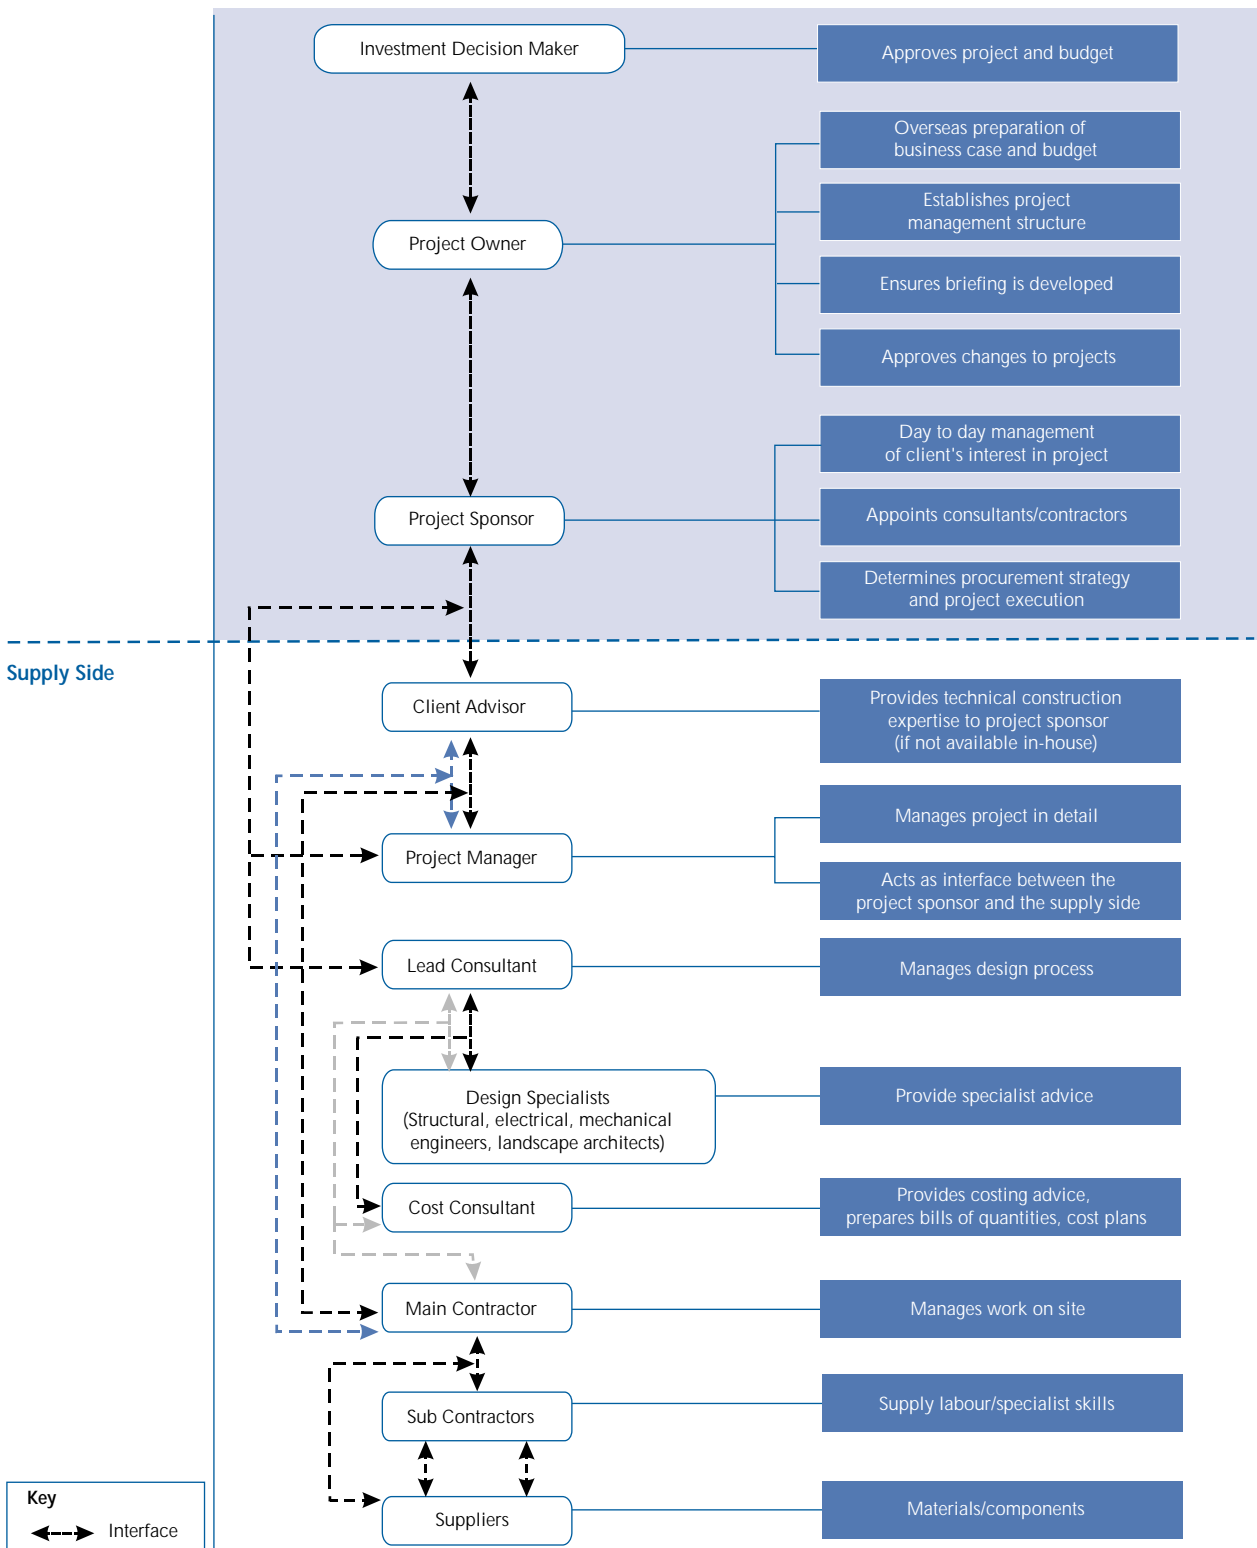 Investment Decision Maker
Approves project and budget
Overseas preparation of
business case and budget
Establishes project
management structure
Project Owner
Ensures briefing is developed
Approves changes to projects
Day to day management
of client's interest in project
Project Sponsor
Appoints consultants/contractors
Determines procurement strategy
and project execution
Supply Side
Client Advisor
Provides technical construction
expertise to project sponsor
(if not available in-house)
Manages project in detail
Project Manager
Acts as interface between the
project sponsor and the supply side
Lead Consultant
Manages design process
Design Specialists
(Structural, electrical, mechanical
engineers, landscape architects)
Provide specialist advice
Cost Consultant
Provides costing advice,
prepares bills of quantities, cost plans
Main Contractor
Manages work on site
Sub Contractors
Supply labour/specialist skills
Suppliers
Materials/components
Key
Interface